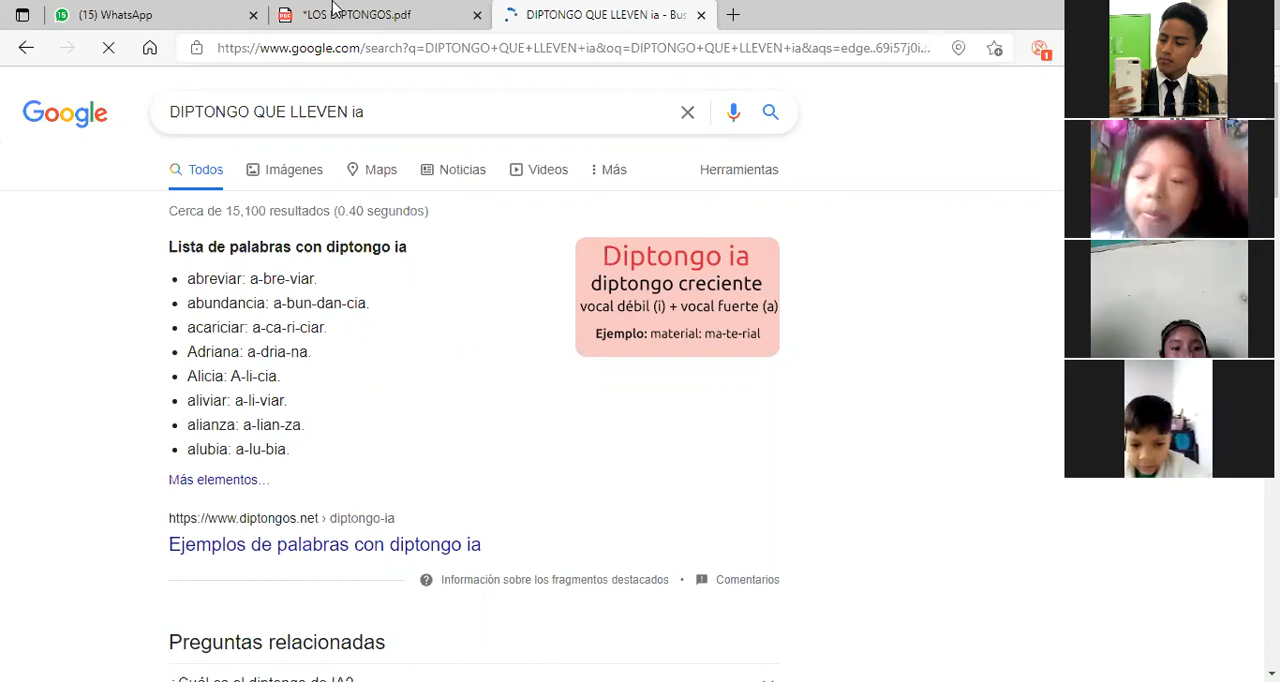 (15) WhatsApp
*LOS DIPTONGOS.pdf
DIPTONGO QUE LLEVEN ia - Bus
https://www.google.com/search?q=DIPTONGO+QUE+LLEVEN+ia&oq=DIPTONGO+QUE+LLEVEN+ia&aqs=edge..69i57j0i...
Google
DIPTONGO QUE LLEVEN ia
Todos
Imágenes
Maps
Noticias
Videos
Más
Herramientas
Cerca de 15,100 resultados (0.40 segundos)
Lista de palabras con diptongo ia
abreviar: a-bre-viar.
abundancia: a-bun-dan-cia.
acariciar: a-ca-ri-ciar.
Adriana: a-dria-na.
Alicia: A-li-cia.
aliviar: a-li-viar.
alianza: a-lian-za.
alubia: a-lu-bia.
Más elementos…
Diptongo ia
diptongo creciente
vocal débil (i) + vocal fuerte (a)
Ejemplo: material: ma-te-rial
https://www.diptongos.net › diptongo-ia
Ejemplos de palabras con diptongo ia
Información sobre los fragmentos destacados • Comentarios
Preguntas relacionadas
¿Cuál es el diptongo de IA?